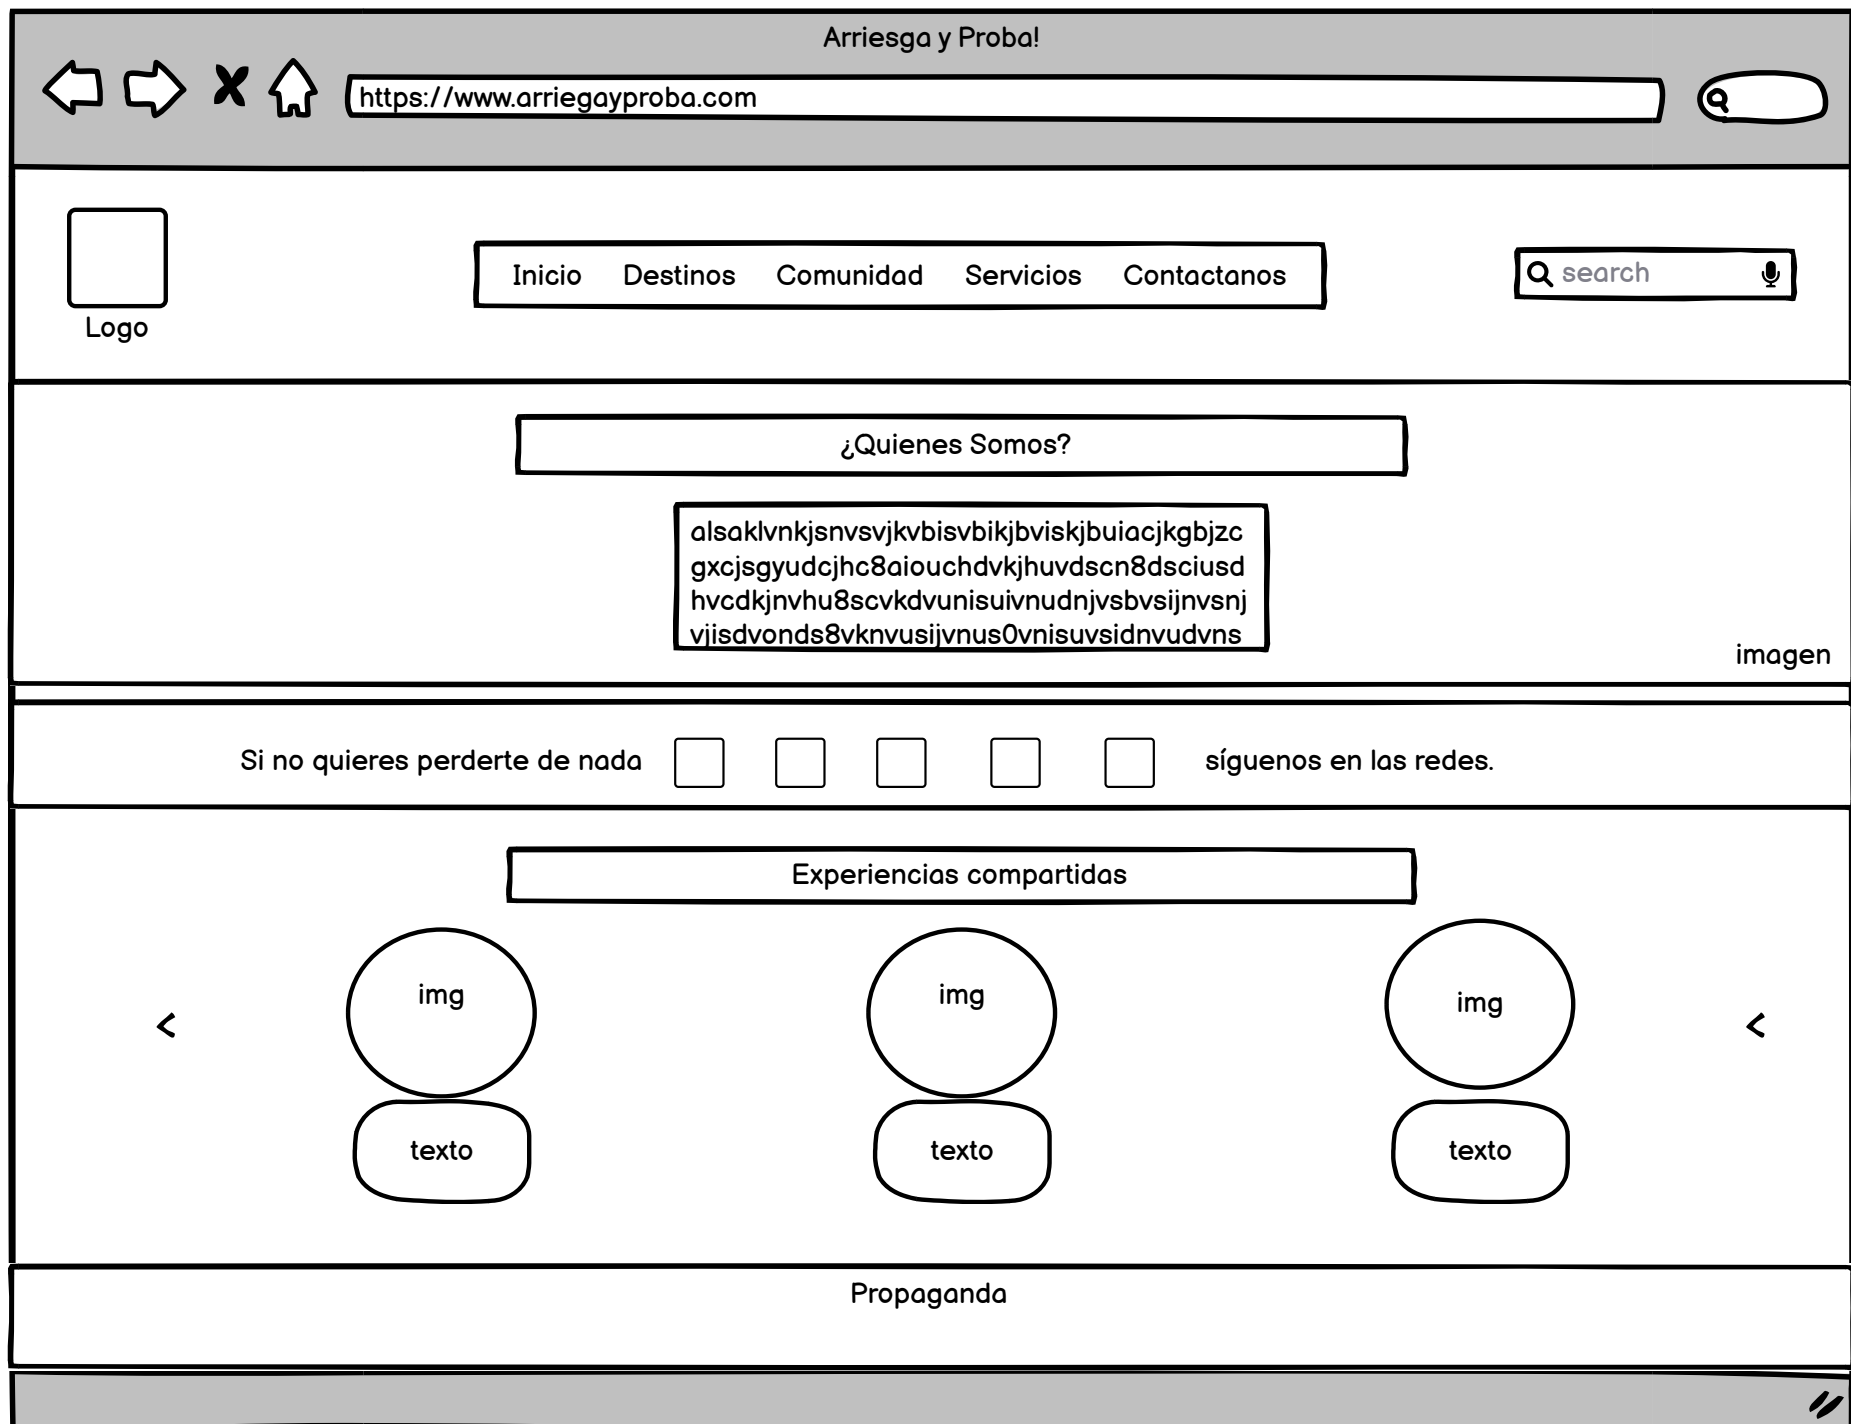 Arriesga y Proba!
https://www.arriegayproba.com
Inicio Destinos Comunidad Servicios Contactanos
search
Logo
¿Quienes Somos?
alsaklvnkjsnvsvjkvbisvbikjbviskjbuiacjkgbjzc
gxcjsgyudcjhc8aiouchdvkjhuvdscn8dsciusd
hvcdkjnvhu8scvkdvunisuivnudnjvsbvsijnvsnj
vjisdvonds8vknvusijvnus0vnisuvsidnvudvns
imagen
Si no quieres perderte de nada síguenos en las redes.
Experiencias compartidas
img img img
< <
texto texto texto
Propaganda